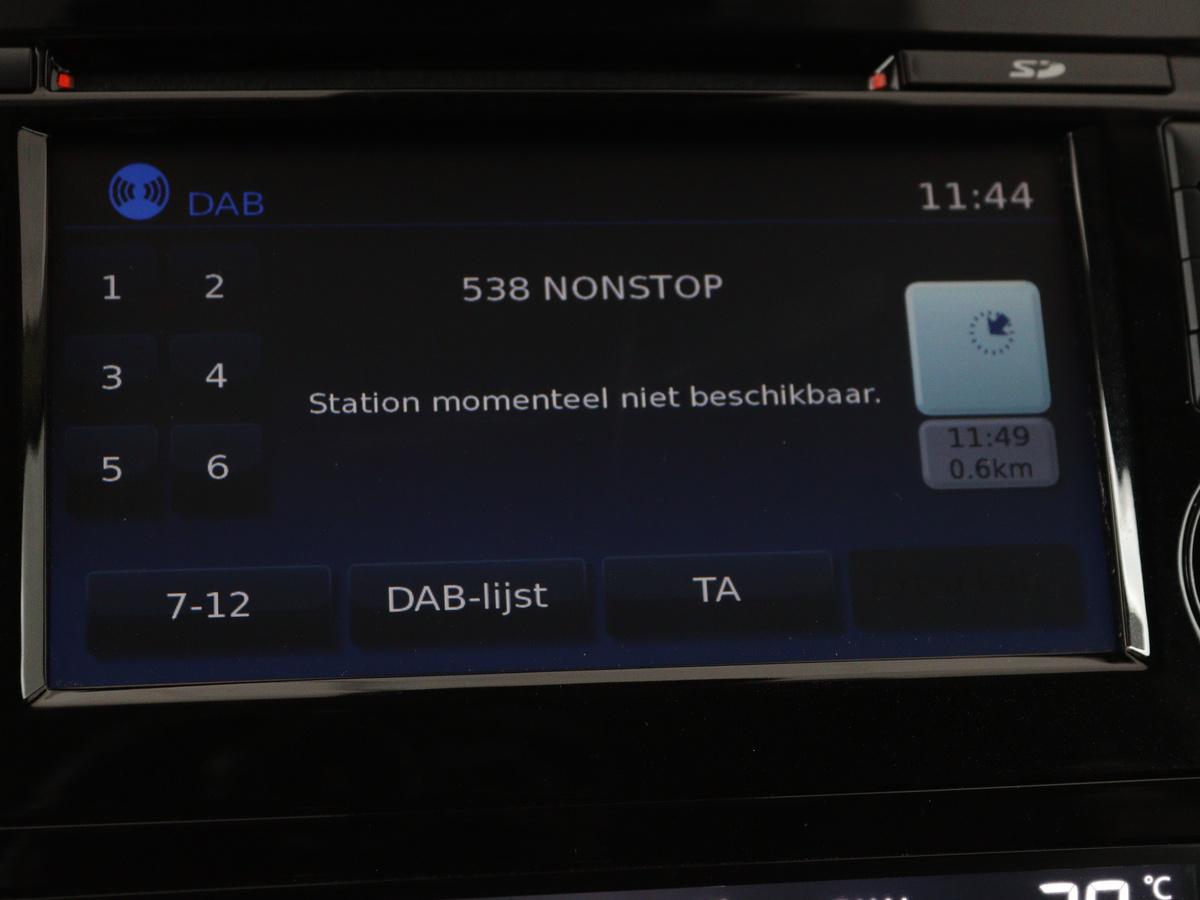 SD
DAB
11:44
1
2
538 NONSTOP
3
4
Station momenteel niet beschikbaar.
11:49
0.6km
5
6
7-12
DAB-lijst
TA
°C